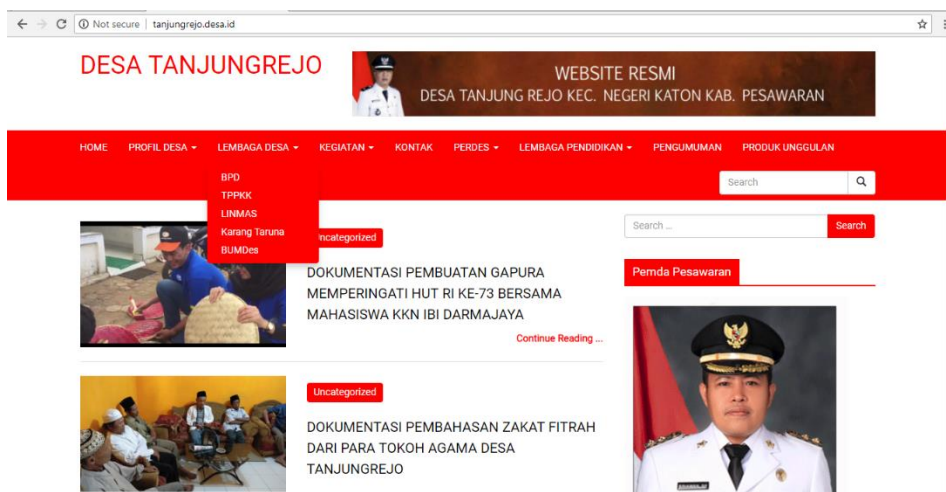 Not secure | tanjungrejo.desa.id
DESA TANJUNGREJO
WEBSITE RESMI
DESA TANJUNG REJO KEC. NEGERI KATON KAB. PESAWARAN
HOME PROFIL DESA LEMBAGA DESA KEGIATAN KONTAK PERDES LEMBAGA PENDIDIKAN PENGUMUMAN PRODUK UNGGULAN
BPD
TPPKK
LINMAS
Karang Taruna
BUMDes
Search
Search ...
Search
Uncategorized
DOKUMENTASI PEMBUATAN GAPURA
MEMPERINGATI HUT RI KE-73 BERSAMA
MAHASISWA KKN IBI DARMAJAYA
Continue Reading ...
Uncategorized
DOKUMENTASI PEMBAHASAN ZAKAT FITRAH
DARI PARA TOKOH AGAMA DESA
TANJUNGREJO
Pemda Pesawaran